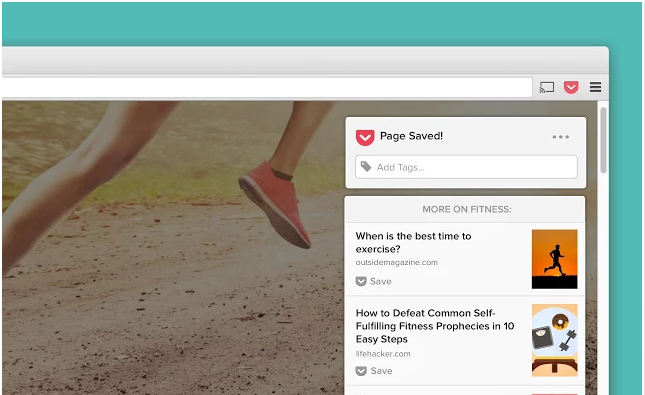 Page Saved!
Add Tags...
MORE ON FITNESS:
When is the best time to
exercise?
outsidemagazine.com
Save
How to Defeat Common Self-
Fulfilling Fitness Prophecies in 10
Easy Steps
lifehacker.com
Save